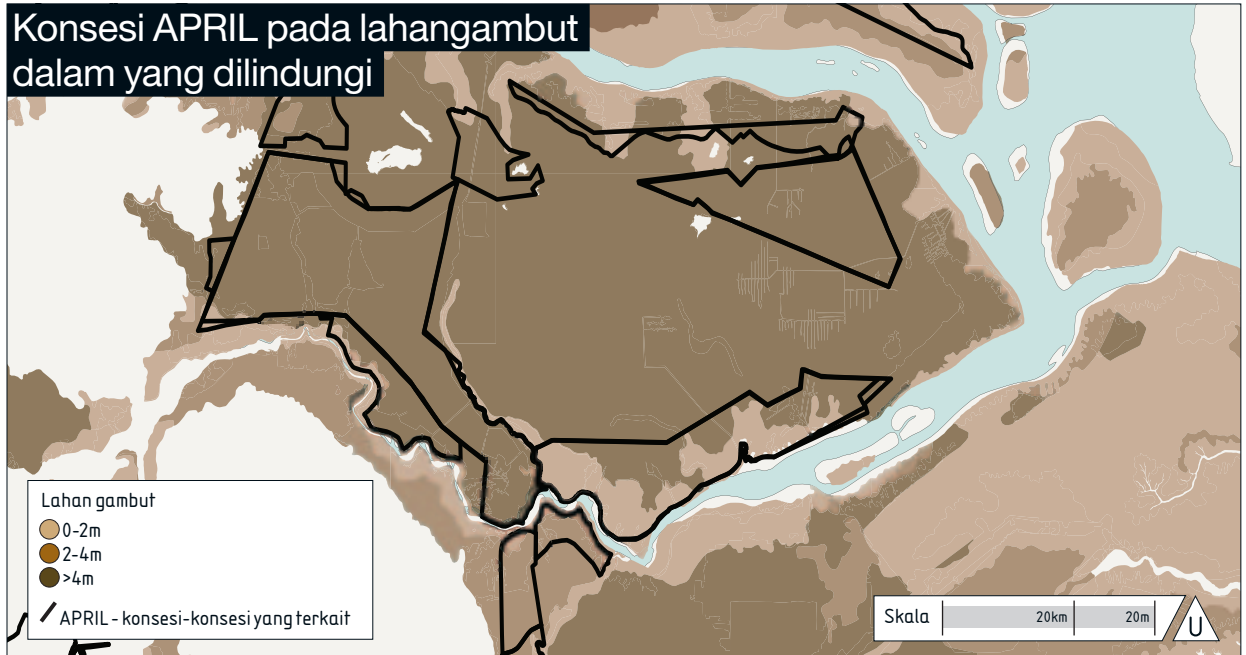 Konsesi APRIL pada lahangambut
dalam yang dilindungi
Lahan gambut
0-2m
2-4m
>4m
APRIL - konsesi-konsesi yang terkait
Skala 20km 20m U